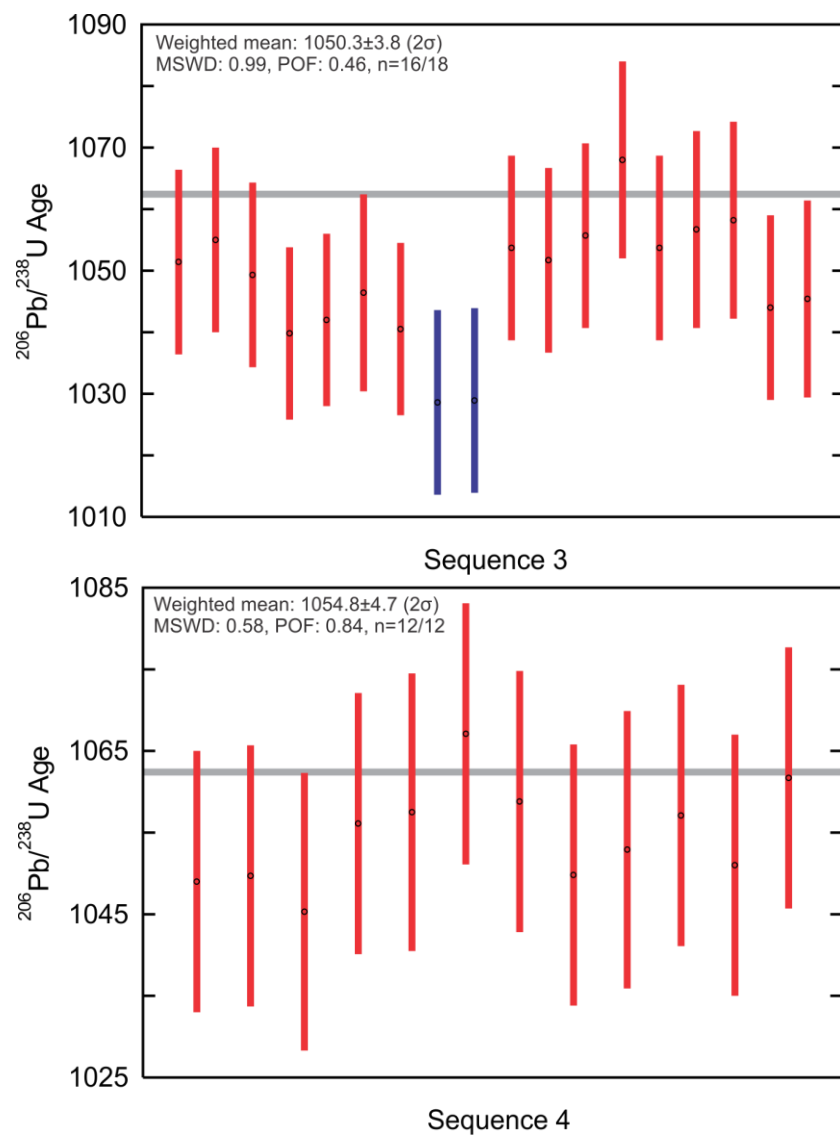 1090
Weighted mean: 1050.3±3.8 (2σ)
MSWD: 0.99, POF: 0.46, n=16/18
1070
1050
1030
1010
²⁰⁶Pb/²³⁸U Age
Sequence 3
1085
Weighted mean: 1054.8±4.7 (2σ)
MSWD: 0.58, POF: 0.84, n=12/12
1065
1045
1025
²⁰⁶Pb/²³⁸U Age
Sequence 4